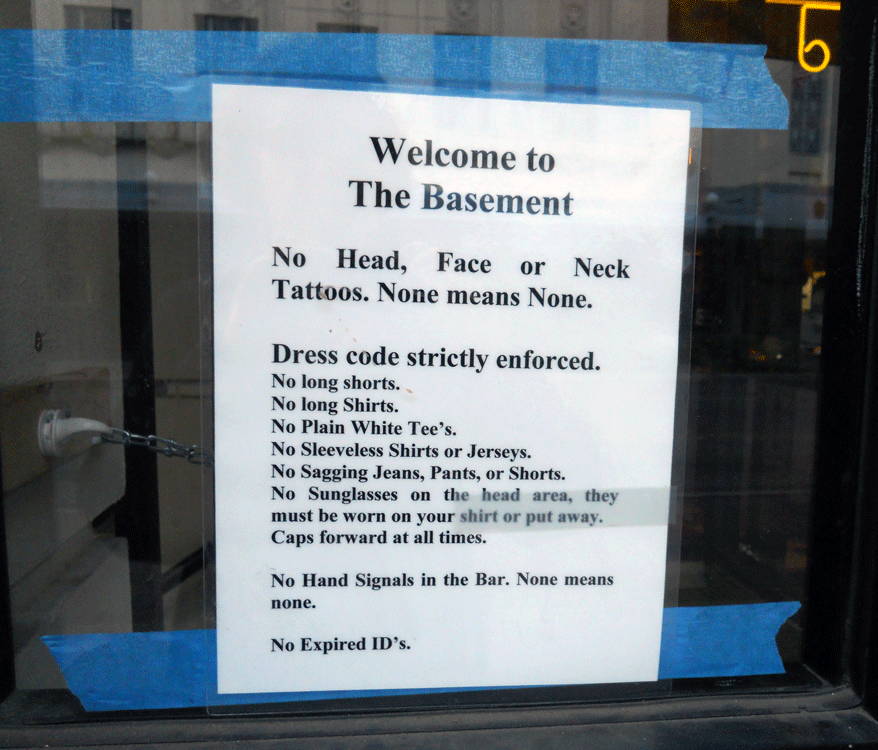 Welcome to
The Basement
No Head, Face or Neck
Tattoos. None means None.
Dress code strictly enforced.
No long shorts.
No long Shirts.
No Plain White Tee's.
No Sleeveless Shirts or Jerseys.
No Sagging Jeans, Pants, or Shorts.
No Sunglasses on the head area, they
must be worn on your shirt or put away.
Caps forward at all times.
No Hand Signals in the Bar. None means
none.
No Expired ID's.